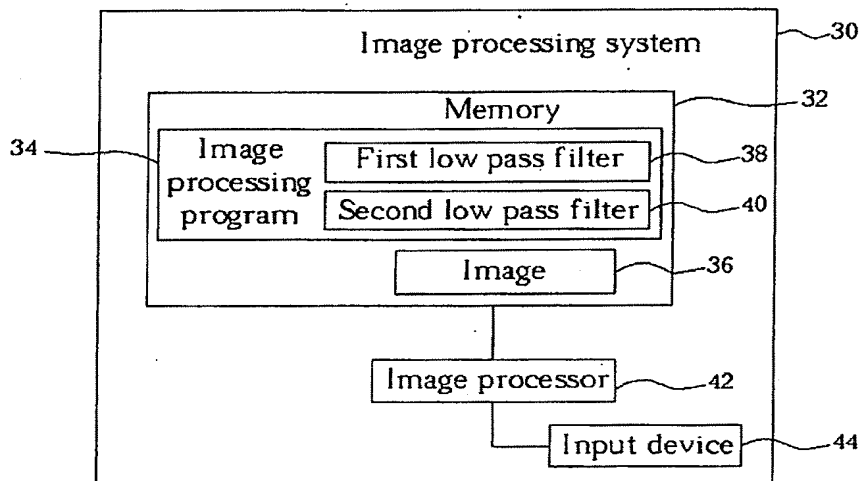 Image processing system
30
Memory
32
34
Image
processing
program
First low pass filter
38
Second low pass filter
40
Image
36
Image processor
42
Input device
44